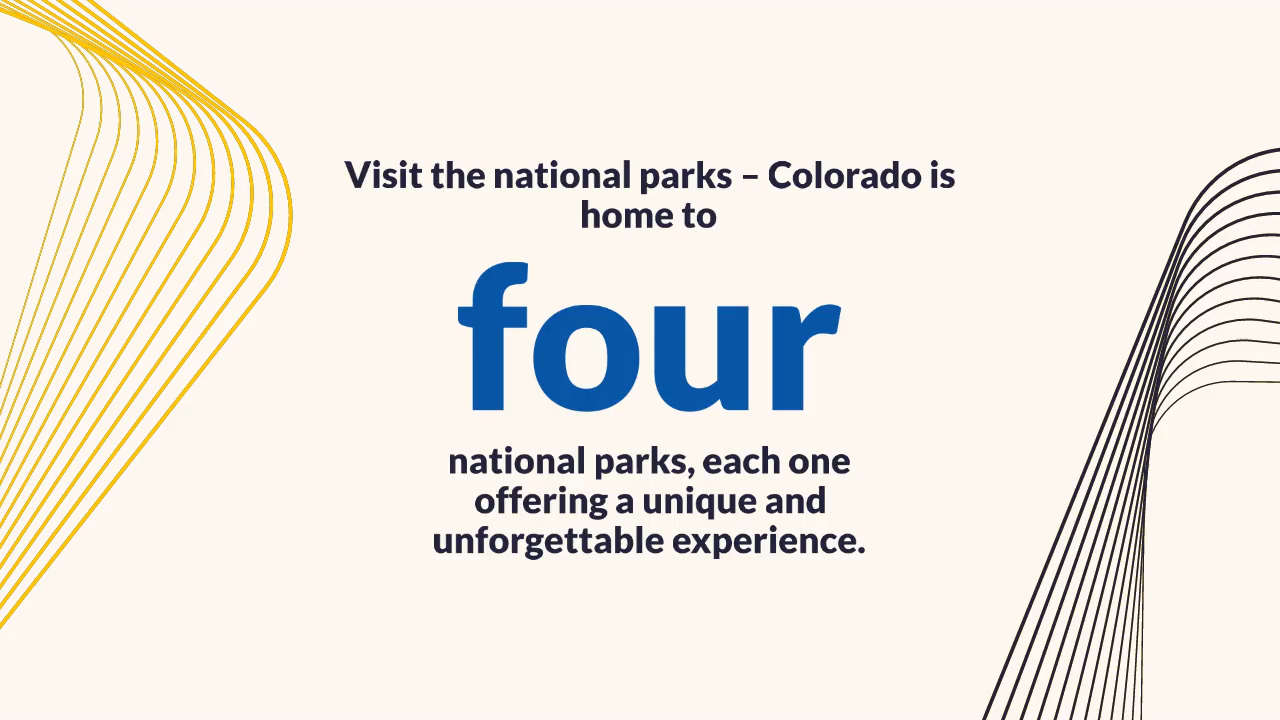 Visit the national parks – Colorado is
home to
four
national parks, each one
offering a unique and
unforgettable experience.